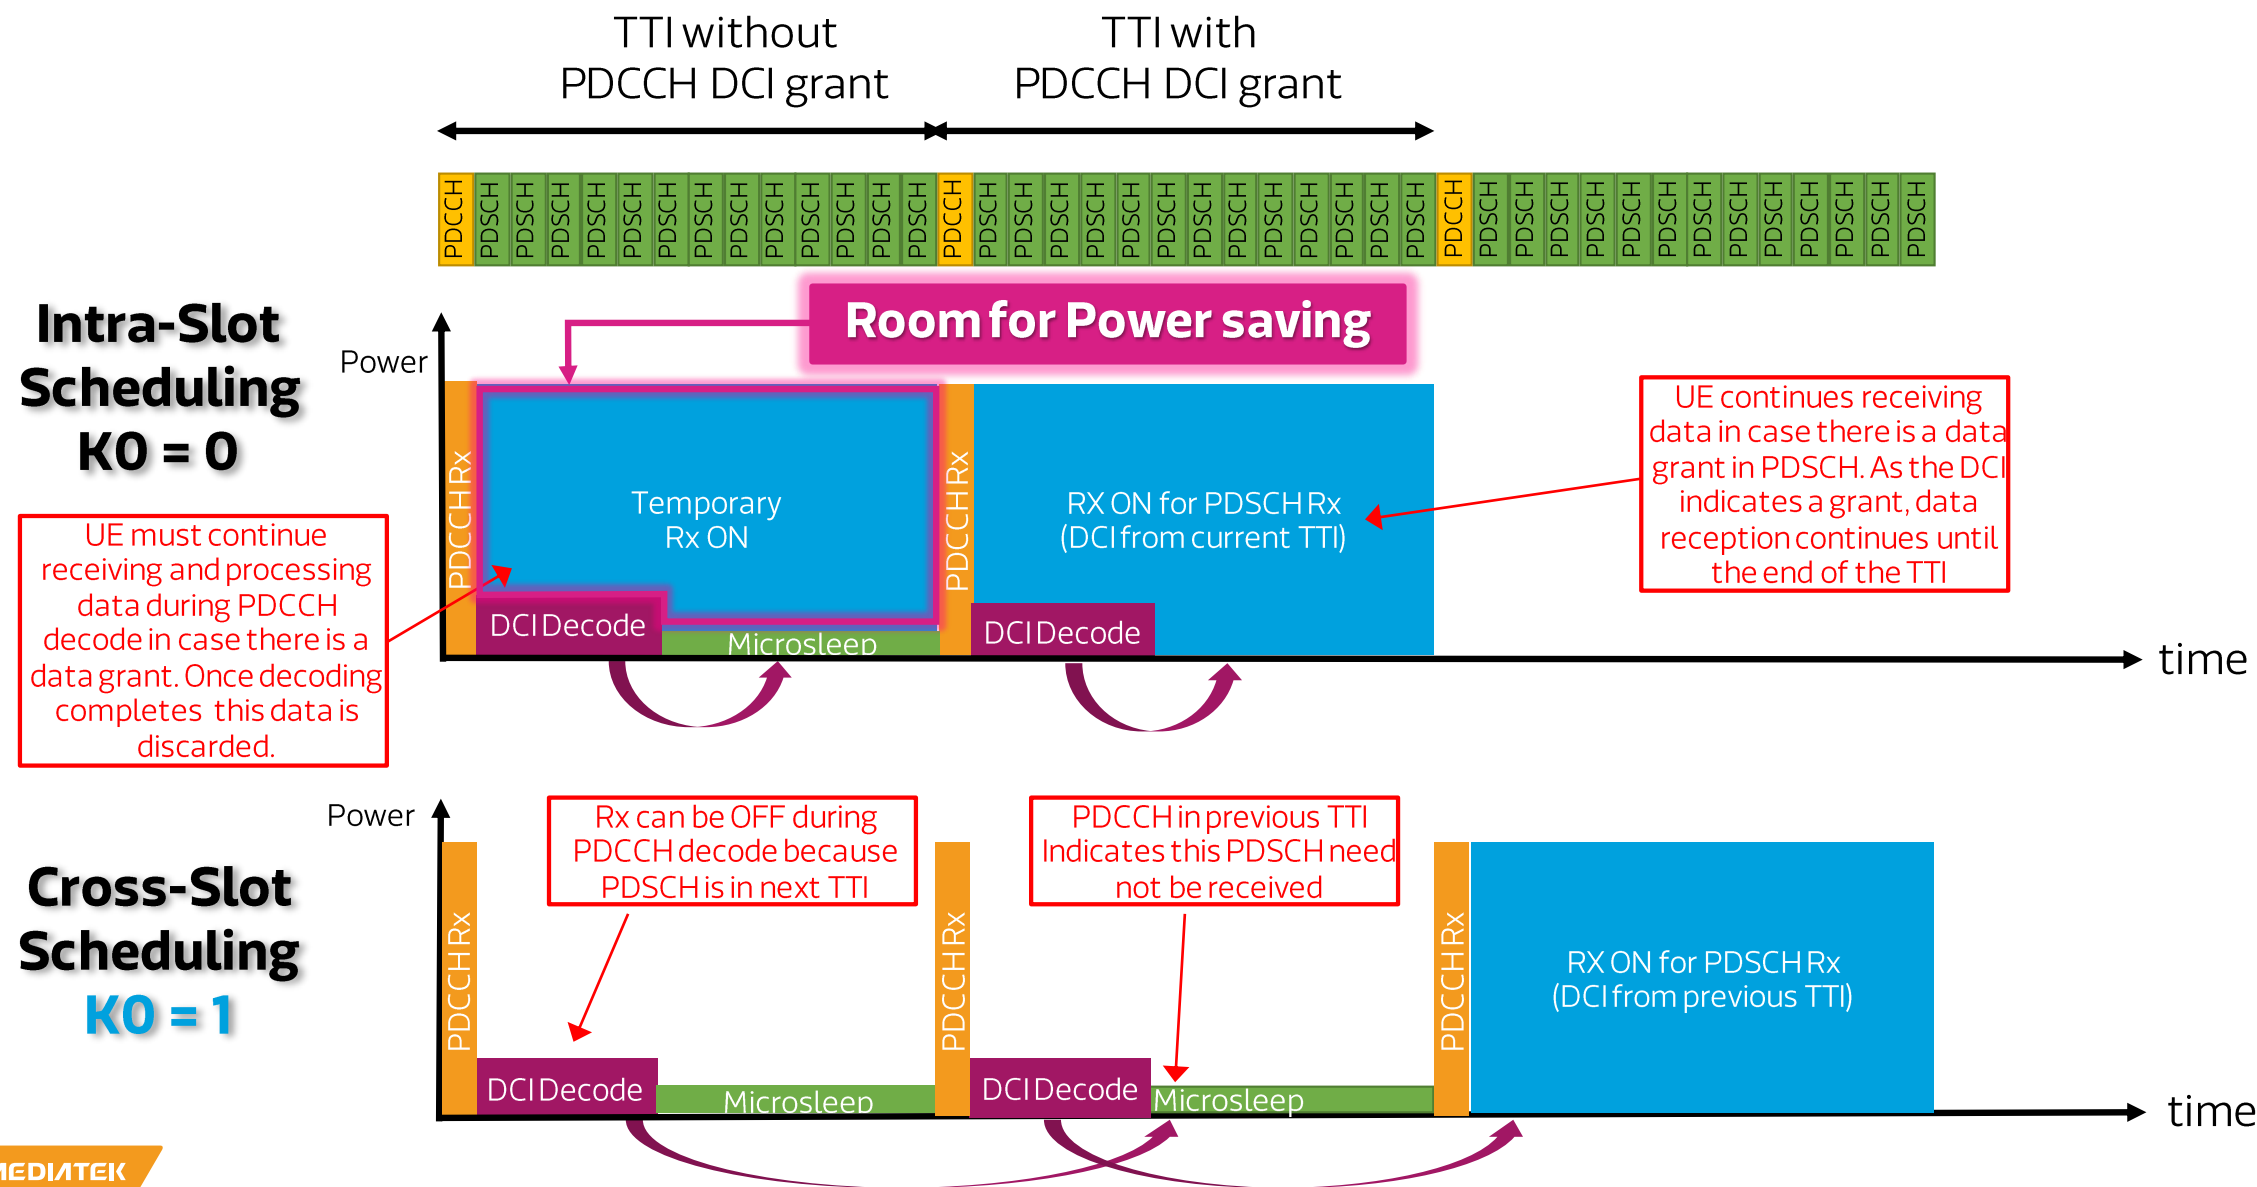 TTI without
PDCCH DCI grant
TTI with
PDCCH DCI grant
PDCCH PDSCH PDSCH PDSCH PDSCH PDSCH PDSCH PDSCH PDSCH PDSCH PDSCH PDSCH PDSCH PDSCH PDCCH PDSCH PDSCH PDSCH PDSCH PDSCH PDSCH PDSCH PDSCH PDSCH PDSCH PDSCH PDSCH PDSCH PDCCH PDSCH PDSCH PDSCH PDSCH PDSCH PDSCH PDSCH PDSCH PDSCH PDSCH PDSCH PDSCH PDSCH
Intra-Slot
Scheduling
K0 = 0
Power
Room for Power saving
PDCCH Rx
Temporary
Rx ON
DCI Decode
Microsleep
PDCCH Rx
RX ON for PDSCH Rx
(DCI from current TTI)
DCI Decode
time
UE must continue
receiving and processing
data during PDCCH
decode in case there is a
data grant. Once decoding
completes this data is
discarded.
UE continues receiving
data in case there is a data
grant in PDSCH. As the DCI
indicates a grant, data
reception continues until
the end of the TTI
Cross-Slot
Scheduling
K0 = 1
Power
Rx can be OFF during
PDCCH decode because
PDSCH is in next TTI
PDCCH in previous TTI
Indicates this PDSCH need
not be received
PDCCH Rx
DCI Decode
Microsleep
PDCCH Rx
DCI Decode
Microsleep
PDCCH Rx
RX ON for PDSCH Rx
(DCI from previous TTI)
time
MEDIATEK